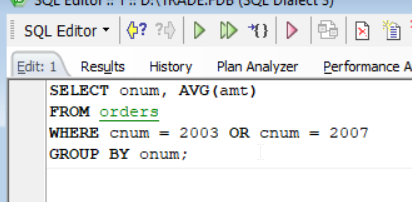 SQL Editor :: 1 :: D:\TRADE.FDB (SQL Dialect 3)
SQL Editor
Edit: 1 Results History Plan Analyzer Performance A
SELECT onum, AVG(amt)
FROM orders
WHERE cnum = 2003 OR cnum = 2007
GROUP BY onum;